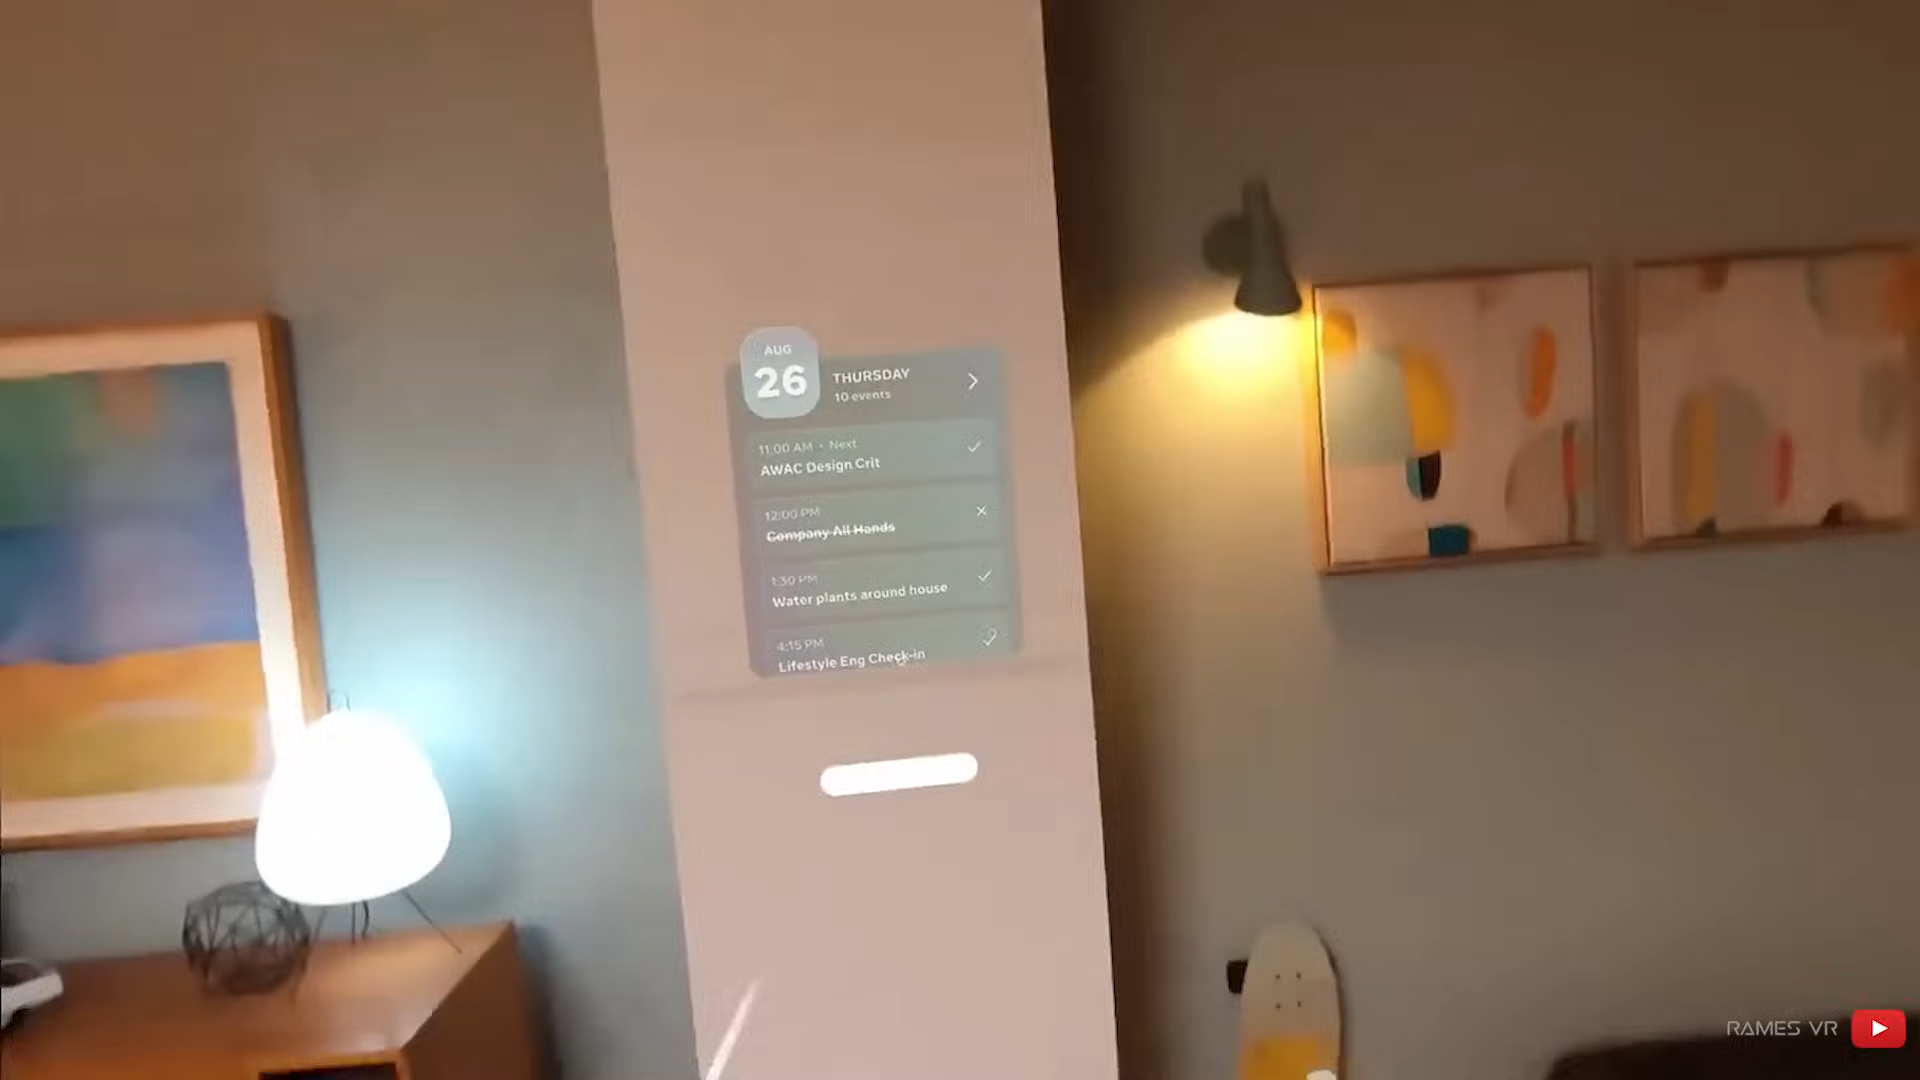 AUG
26
THURSDAY
10 events
11:00 AM • Next
AWAC Design Crit
12:00 PM
Company All Hands
1:30 PM
Water plants around house
4:15 PM
Lifestyle Eng Check-in
RAMES VR